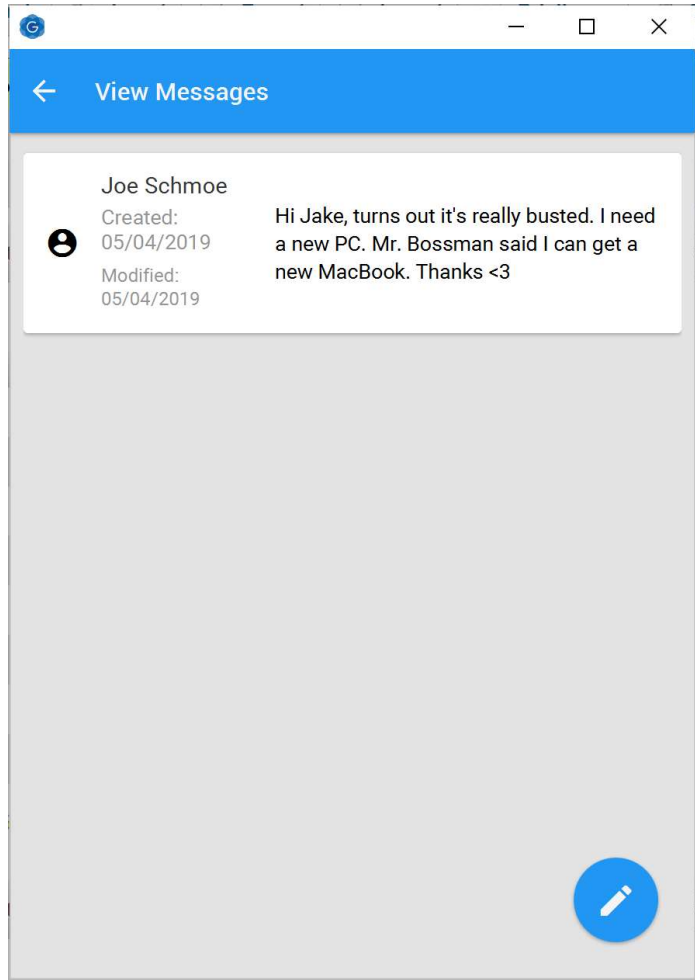 G
View Messages
Joe Schmoe
Created:
05/04/2019
Modified:
05/04/2019
Hi Jake, turns out it's really busted. I need
a new PC. Mr. Bossman said I can get a
new MacBook. Thanks <3